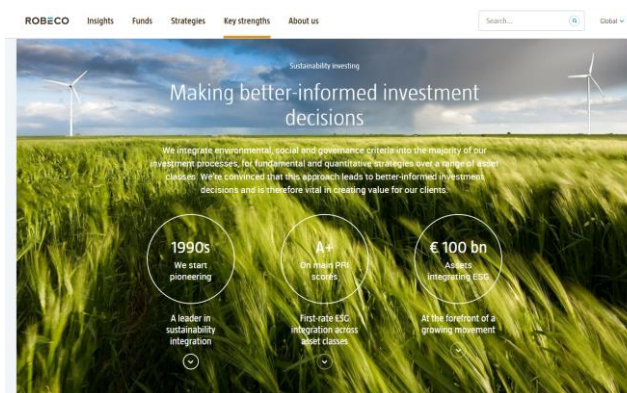 ROBECO Insights Funds Strategies Key strengths About us Search... Global
Sustainability investing
Making better-informed investment
decisions
We integrate environmental, social and governance criteria into the majority of our
investment processes, for fundamental and quantitative strategies over a range of asset
classes. We're convinced that this approach leads to better-informed investment
decisions and is therefore vital in creating value for our clients.
1990s
We start
pioneering
A+
On main PRI
scores
€ 100 bn
Assets
integrating ESG
A leader in
sustainability
integration
First-rate ESG
integration across
asset classes
At the forefront of a
growing movement